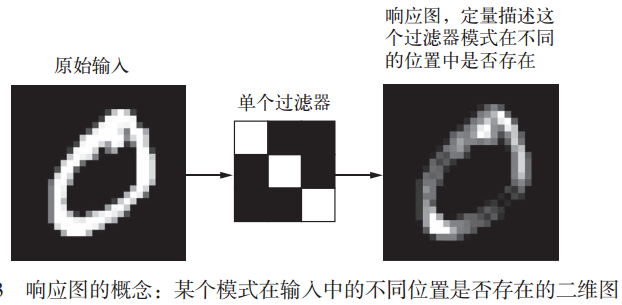 响应图，定量描述这
个过滤器模式在不同
的位置中是否存在
原始输入
单个过滤器
响应图的概念：某个模式在输入中的不同位置是否存在的二维图